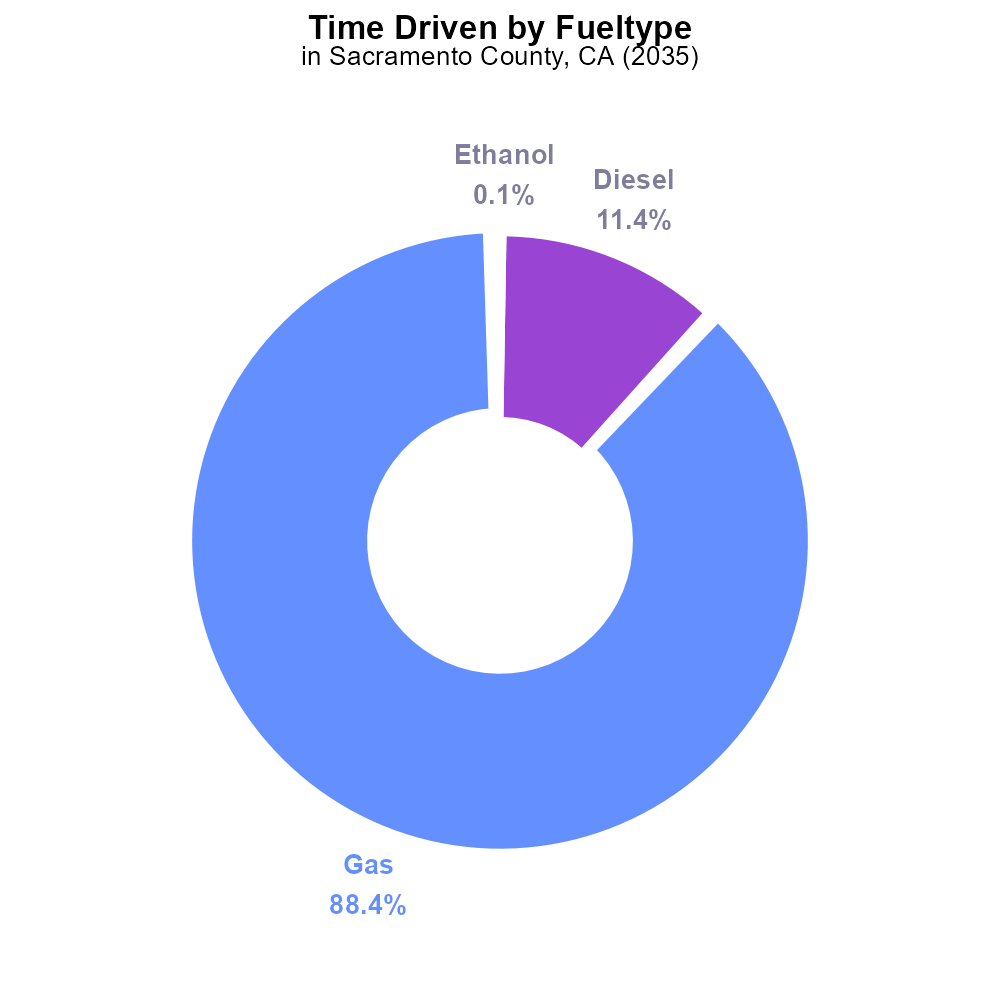 Time Driven by Fueltype
in Sacramento County, CA (2035)
Ethanol
0.1%
Diesel
11.4%
Gas
88.4%